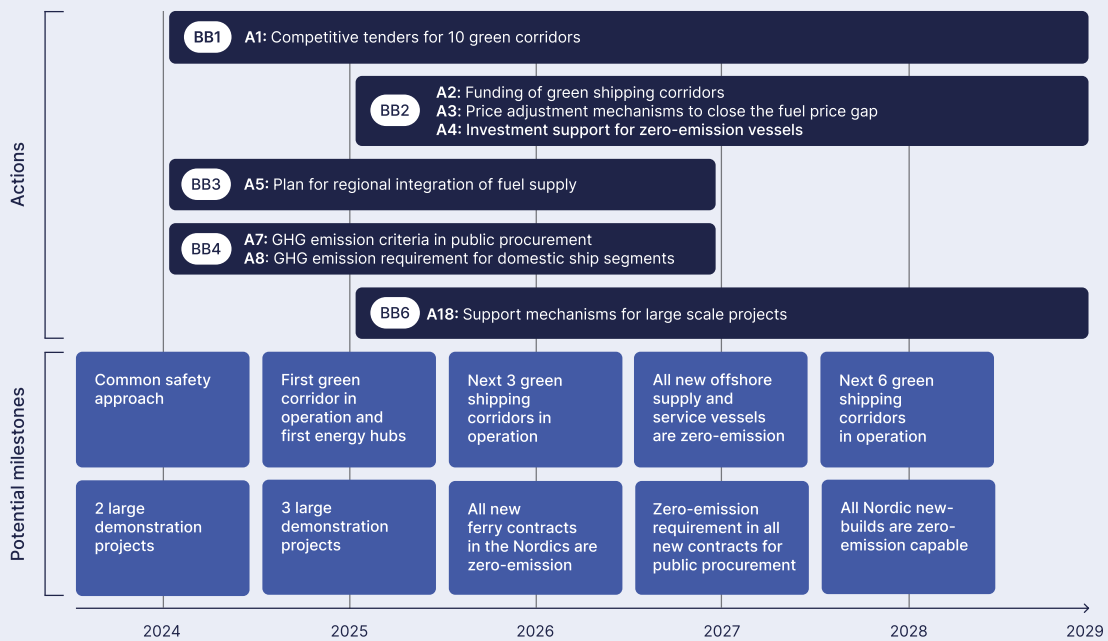 Actions
BB1
A1: Competitive tenders for 10 green corridors
BB2
A2: Funding of green shipping corridors
A3: Price adjustment mechanisms to close the fuel price gap
A4: Investment support for zero-emission vessels
BB3
A5: Plan for regional integration of fuel supply
BB4
A7: GHG emission criteria in public procurement
A8: GHG emission requirement for domestic ship segments
BB6
A18: Support mechanisms for large scale projects
Potential milestones
Common safety
approach
First green
corridor in
operation and
first energy hubs
Next 3 green
shipping
corridors in
operation
All new offshore
supply and
service vessels
are zero-emission
Next 6 green
shipping
corridors
in operation
2 large
demonstration
projects
3 large
demonstration
projects
All new
ferry contracts
in the Nordics are
zero-emission
Zero-emission
requirement in all
new contracts for
public procurement
All Nordic new-
builds are zero-
emission capable
2024
2025
2026
2027
2028
2029